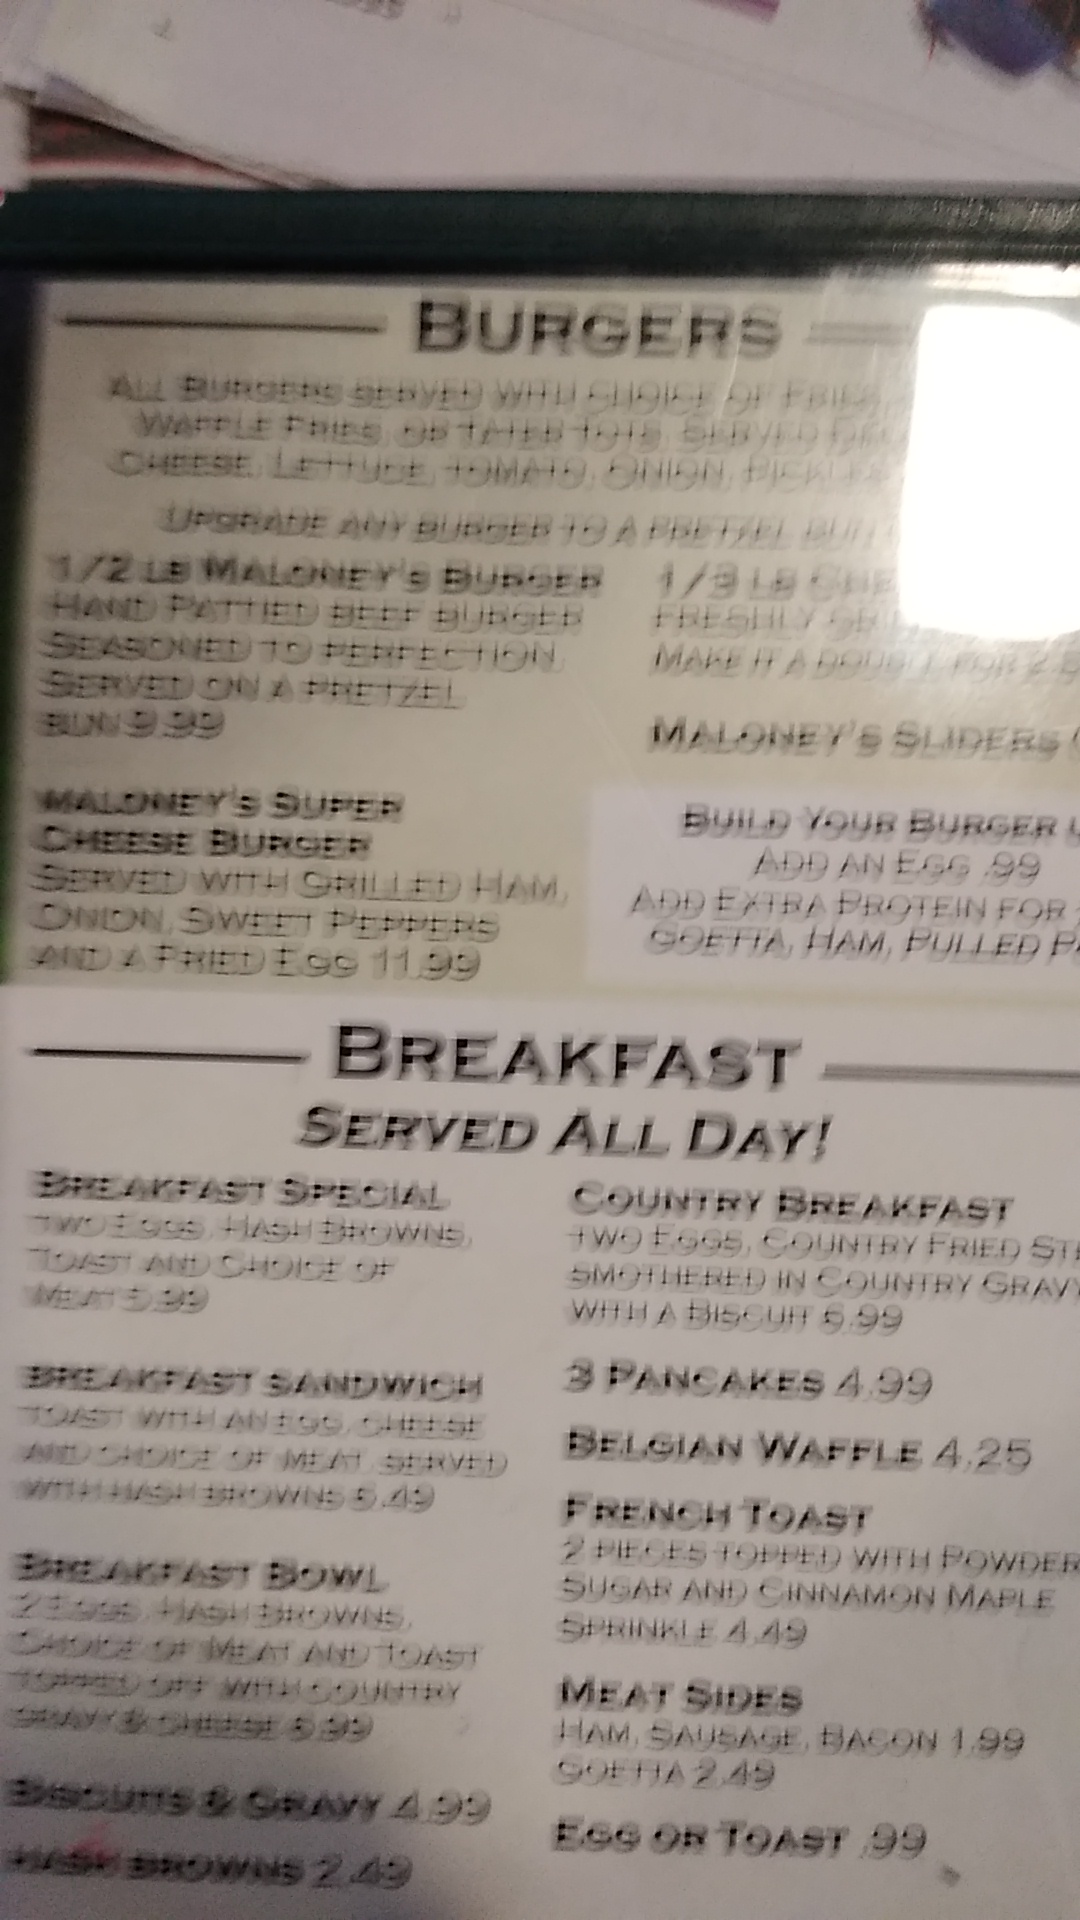 BURGERS
ALL BURGERS SERVED WITH CHOICE OF FRIES,
WAFFLE FRIES, OR TATER TOTS. SERVED
CHEESE, LETTUCE, TOMATO, ONION,
UPGRADE ANY BURGER TO A PRETZEL BUN
1/2 LB MALONEY'S BURGER
HAND PATTIED BEEF BURGER
SEASONED TO PERFECTION.
SERVED ON A PRETZEL
BUN 9.99
MALONEY'S SUPER
CHEESE BURGER
SERVED WITH GRILLED HAM,
ONION, SWEET PEPPERS
AND A FRIED EGG 11.99
1/3 LB
FRESHLY
MAKE IT A DOUBLE FOR
MALONEY'S SLIDERS
BUILD YOUR BURGER
ADD AN EGG .99
ADD EXTRA PROTEIN FOR
GOETTA, HAM, PULLED
BREAKFAST
SERVED ALL DAY!
BREAKFAST SPECIAL
TWO EGGS, HASH BROWNS,
TOAST AND CHOICE OF
MEAT 5.99
BREAKFAST SANDWICH
TOAST WITH AN EGG, CHEESE
AND CHOICE OF MEAT. SERVED
WITH HASH BROWNS 5.49
BREAKFAST BOWL
2 EGGS, HASH BROWNS,
CHOICE OF MEAT AND TOAST
TOPPED OFF WITH COUNTRY
GRAVY & CHEESE 6.99
BISCUITS & GRAVY 4.99
HASH BROWNS 2.49
COUNTRY BREAKFAST
TWO EGGS, COUNTRY FRIED
SMOTHERED IN COUNTRY GRAVY
WITH A BISCUIT 6.99
3 PANCAKES 4.99
BELGIAN WAFFLE 4.25
FRENCH TOAST
2 PIECES TOPPED WITH POWDER
SUGAR AND CINNAMON MAPLE
SPRINKLE 4.49
MEAT SIDES
HAM, SAUSAGE, BACON 1.99
GOETTA 2.49
EGG OR TOAST .99